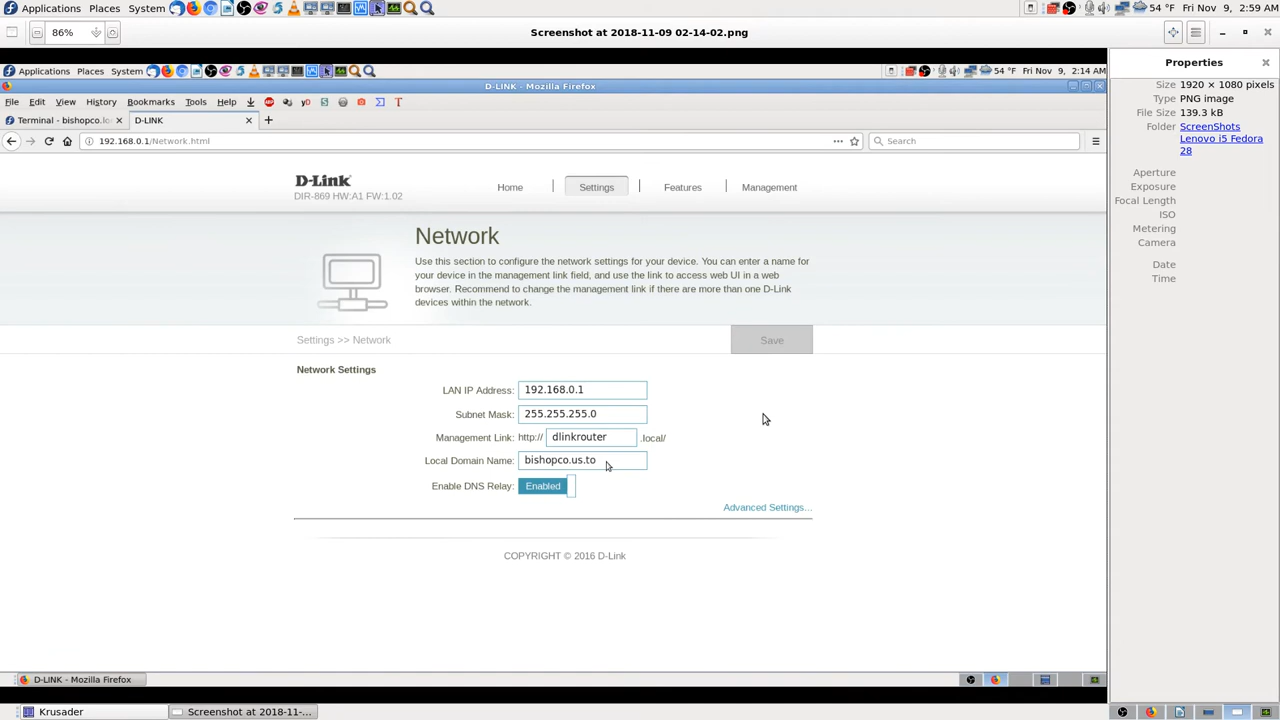 Applications Places System 54 °F Fri Nov 9, 2:59 AM
86% Screenshot at 2018-11-09 02-14-02.png
Applications Places System 54 °F Fri Nov 9, 2:14 AM
D-LINK - Mozilla Firefox
File Edit View History Bookmarks Tools Help
Terminal - bishopco.lo D-LINK
192.168.0.1/Network.html Search
D-Link
DIR-869 HW:A1 FW:1.02
Home Settings Features Management
Network
Use this section to configure the network settings for your device. You can enter a name for
your device in the management link field, and use the link to access web UI in a web
browser. Recommend to change the management link if there are more than one D-Link
devices within the network.
Settings >> Network Save
Network Settings
LAN IP Address: 192.168.0.1
Subnet Mask: 255.255.255.0
Management Link: http:// dlinkrouter .local/
Local Domain Name: bishopco.us.to
Enable DNS Relay: Enabled
Advanced Settings...
COPYRIGHT © 2016 D-Link
D-LINK - Mozilla Firefox
Properties
Size 1920 × 1080 pixels
Type PNG image
File Size 139.3 kB
Folder ScreenShots
Lenovo i5 Fedora
28
Aperture
Exposure
Focal Length
ISO
Metering
Camera
Date
Time
Krusader Screenshot at 2018-11-...